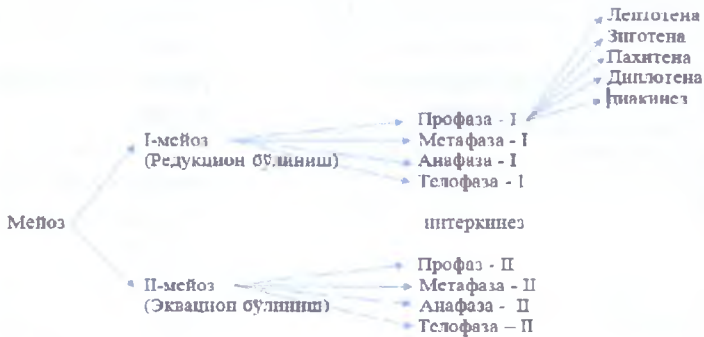 Лептотена
Зиготена
Пахитена
Диплотена
диакинез
Профаза - I
I-мейоз
Метафаза - I
(Редукцион бўлиниш)
Анафаза - I
Телофаза - I
Мейоз
интеркинез
Профаз - II
II-мейоз
Метафаза - II
(Эквацион бўлиниш)
Анафаза - II
Телофаза – II